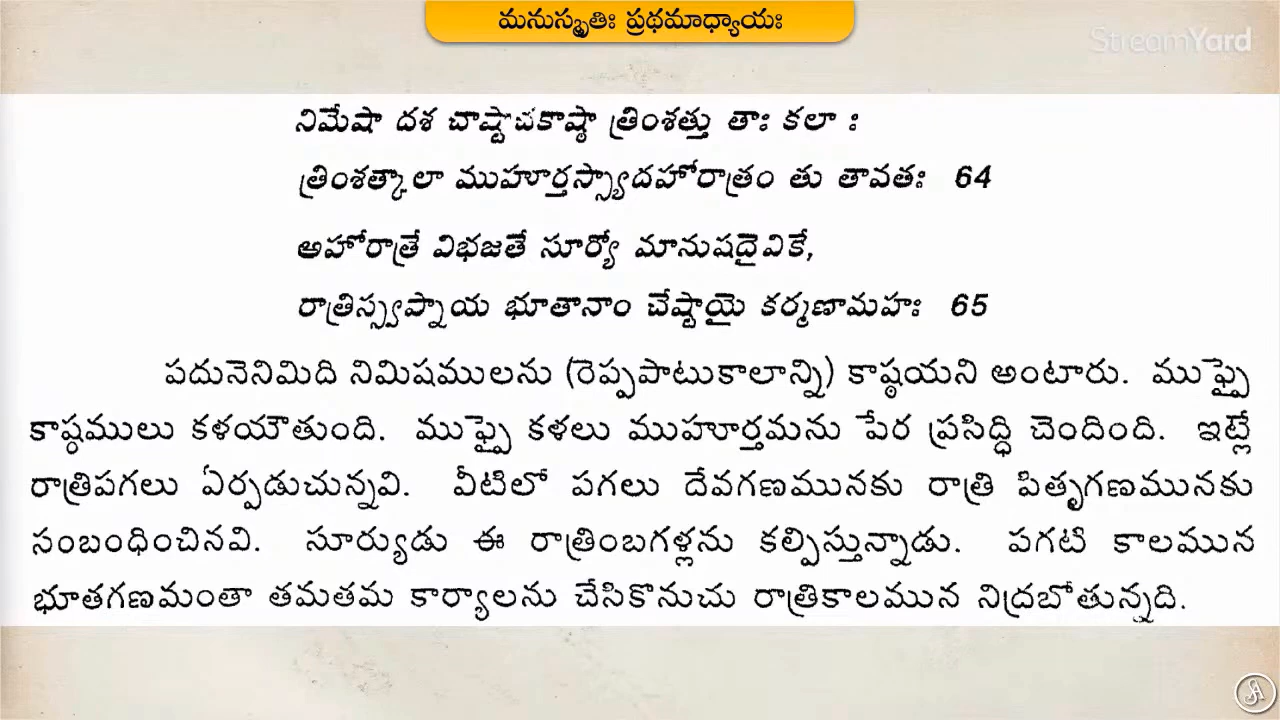 మనుస్మృతిః ప్రథమాధ్యాయః
StreamYard
నిమేషా దశ చాష్టౌచకాష్ఠా త్రింశత్తు తాః కలా ః
త్రింశత్కాలా ముహూర్తస్స్యాదహోరాత్రం తు తావతః 64
అహోరాత్రే విభజతే సూర్యో మానుషదైవికే,
రాత్రిస్స్వప్నాయ భూతానాం చేష్టాయై కర్మణామహః 65
పదునెనిమిది నిమిషములను (రెప్పపాటుకాలాన్ని) కాష్ఠయని అంటారు. ముప్ఫై
కాష్ఠములు కళయౌతుంది. ముప్ఫై కళలు ముహూర్తమను పేర ప్రసిద్ధి చెందింది. ఇట్లే
రాత్రిపగలు ఏర్పడుచున్నవి. వీటిలో పగలు దేవగణమునకు రాత్రి పితృగణమునకు
సంబంధించినవి. సూర్యుడు ఈ రాత్రింబగళ్లను కల్పిస్తున్నాడు. పగటి కాలమున
భూతగణమంతా తమతమ కార్యాలను చేసికొనుచు రాత్రికాలమున నిద్రబోతున్నది.